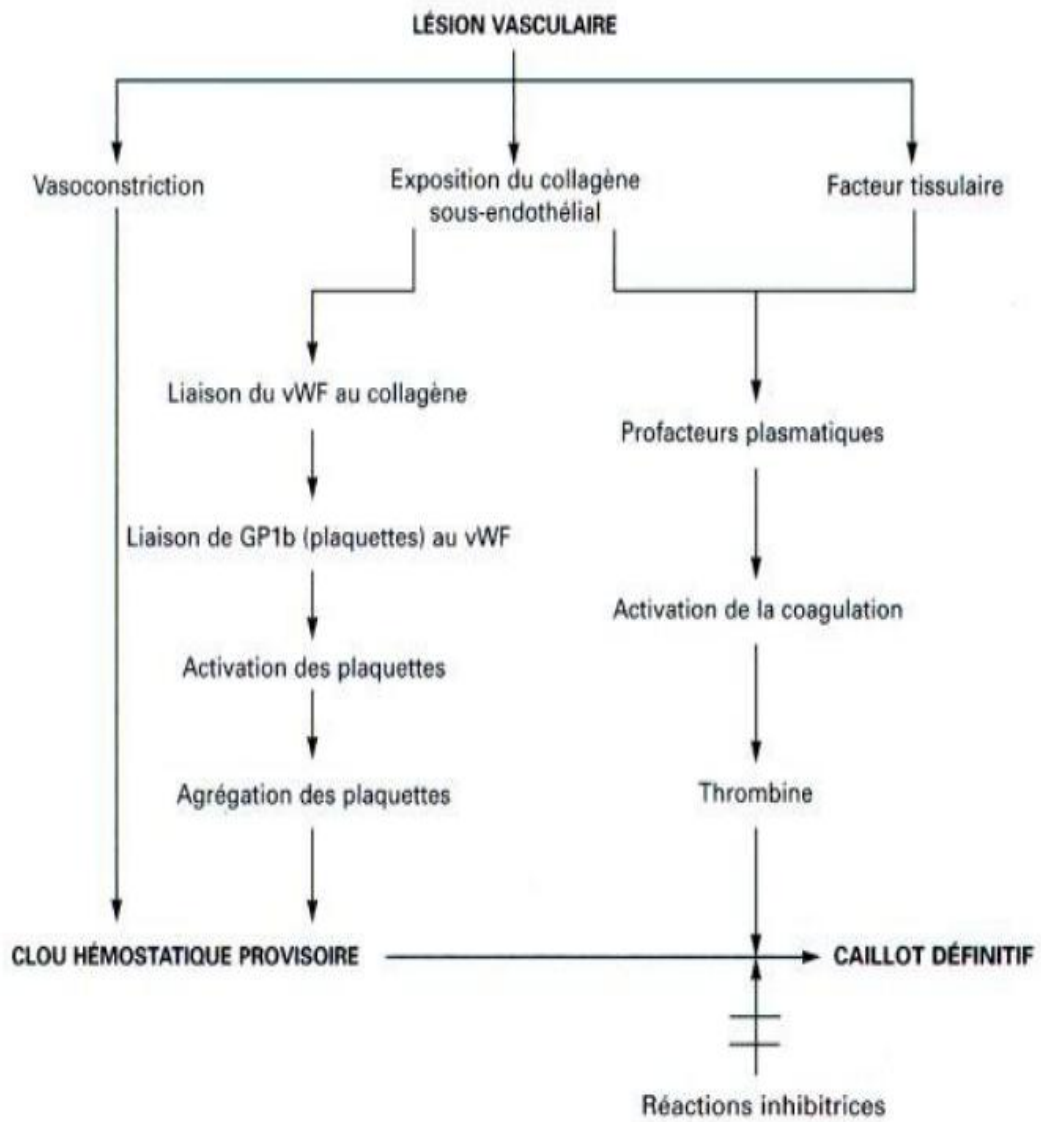 LÉSION VASCULAIRE
Vasoconstriction
Exposition du collagène
sous-endothélial
Facteur tissulaire
Liaison du vWF au collagène
Profacteurs plasmatiques
Liaison de GP1b (plaquettes) au vWF
Activation de la coagulation
Activation des plaquettes
Agrégation des plaquettes
Thrombine
CLOU HÉMOSTATIQUE PROVISOIRE
CAILLOT DÉFINITIF
Réactions inhibitrices